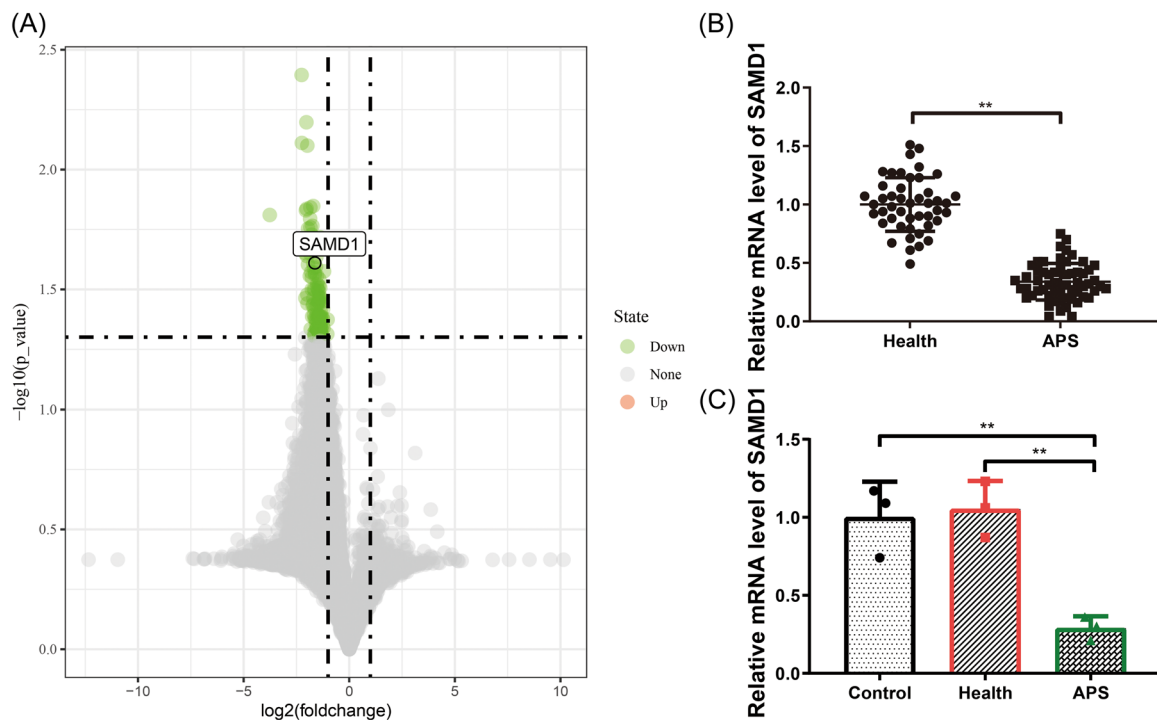 (A)
2.5
2.0
1.5
1.0
0.5
0.0
−log10(p_value)
SAMD1
−10
−5
0
5
10
log2(foldchange)
State
Down
None
Up
(B)
Relative mRNA level of SAMD1
2.0
1.5
1.0
0.5
0.0
**
Health
APS
(C)
Relative mRNA level of SAMD1
1.5
1.0
0.5
0.0
**
**
Control
Health
APS